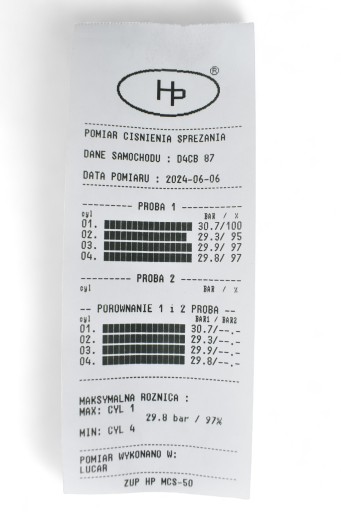 Hp ®
POMIAR CISNIENIA SPREZANIA
DANE SAMOCHODU : D4CB 87
DATA POMIARU : 2024-06-06
PROBA 1
cyl BAR / %
01. 30.7/100
02. 29.3/ 95
03. 29.9/ 97
04. 29.8/ 97
PROBA 2
cyl BAR / %
-- POROWNANIE 1 i 2 PROBA --
cyl BAR1 / BAR2
01. 30.7/--.-
02. 29.3/--.-
03. 29.9/--.-
04. 29.8/--.-
MAKSYMALNA ROZNICA :
MAX: CYL 1
29.8 bar / 97%
MIN: CYL 4
POMIAR WYKONANO W:
LUCAR
ZUP HP MCS-50